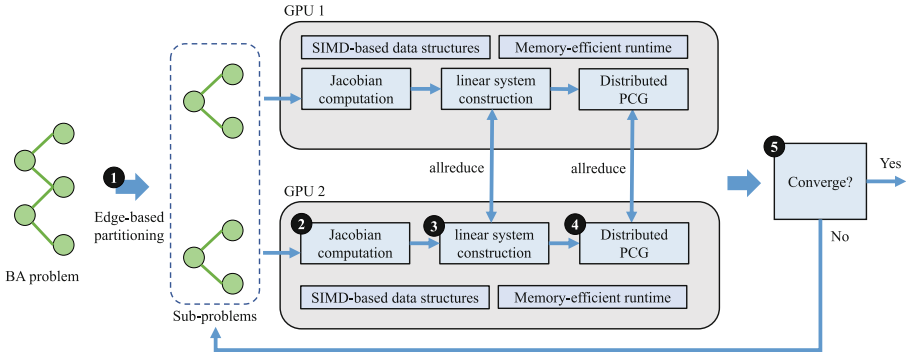 GPU 1
SIMD-based data structures
Memory-efficient runtime
Jacobian
computation
linear system
construction
Distributed
PCG
allreduce
allreduce
1
Edge-based
partitioning
BA problem
Sub-problems
GPU 2
2
Jacobian
computation
3
linear system
construction
4
Distributed
PCG
SIMD-based data structures
Memory-efficient runtime
5
Converge?
Yes
No